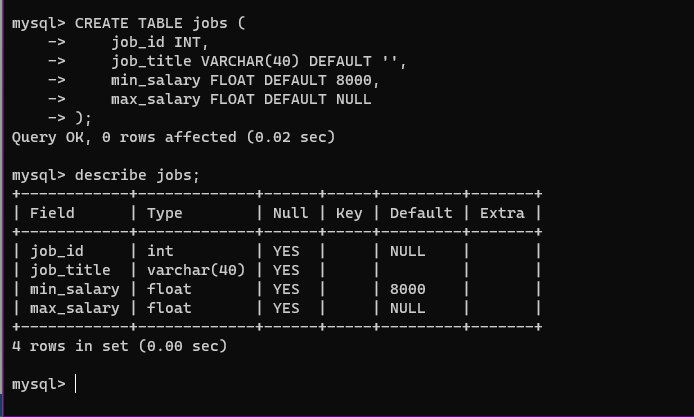 mysql> CREATE TABLE jobs (
    ->     job_id INT,
    ->     job_title VARCHAR(40) DEFAULT '',
    ->     min_salary FLOAT DEFAULT 8000,
    ->     max_salary FLOAT DEFAULT NULL
    -> );
Query OK, 0 rows affected (0.02 sec)

mysql> describe jobs;
+------------+-------------+------+-----+---------+-------+
| Field      | Type        | Null | Key | Default | Extra |
+------------+-------------+------+-----+---------+-------+
| job_id     | int         | YES  |     | NULL    |       |
| job_title  | varchar(40) | YES  |     |         |       |
| min_salary | float       | YES  |     | 8000    |       |
| max_salary | float       | YES  |     | NULL    |       |
+------------+-------------+------+-----+---------+-------+
4 rows in set (0.00 sec)

mysql>